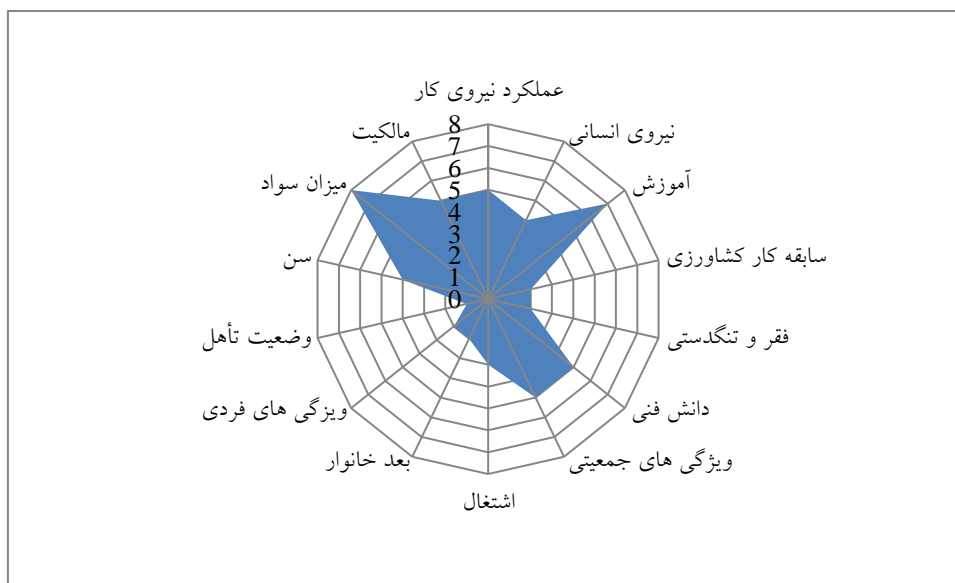 عملکرد نیروی کار
نیروی انسانی
آموزش
سابقه کار کشاورزی
فقر و تنگدستی
دانش فنی
ویژگی های جمعیتی
اشتغال
بعد خانوار
ویزگی های فردی
وضعیت تأهل
سن
میزان سواد
مالکیت
8
7
6
5
4
3
2
1
0